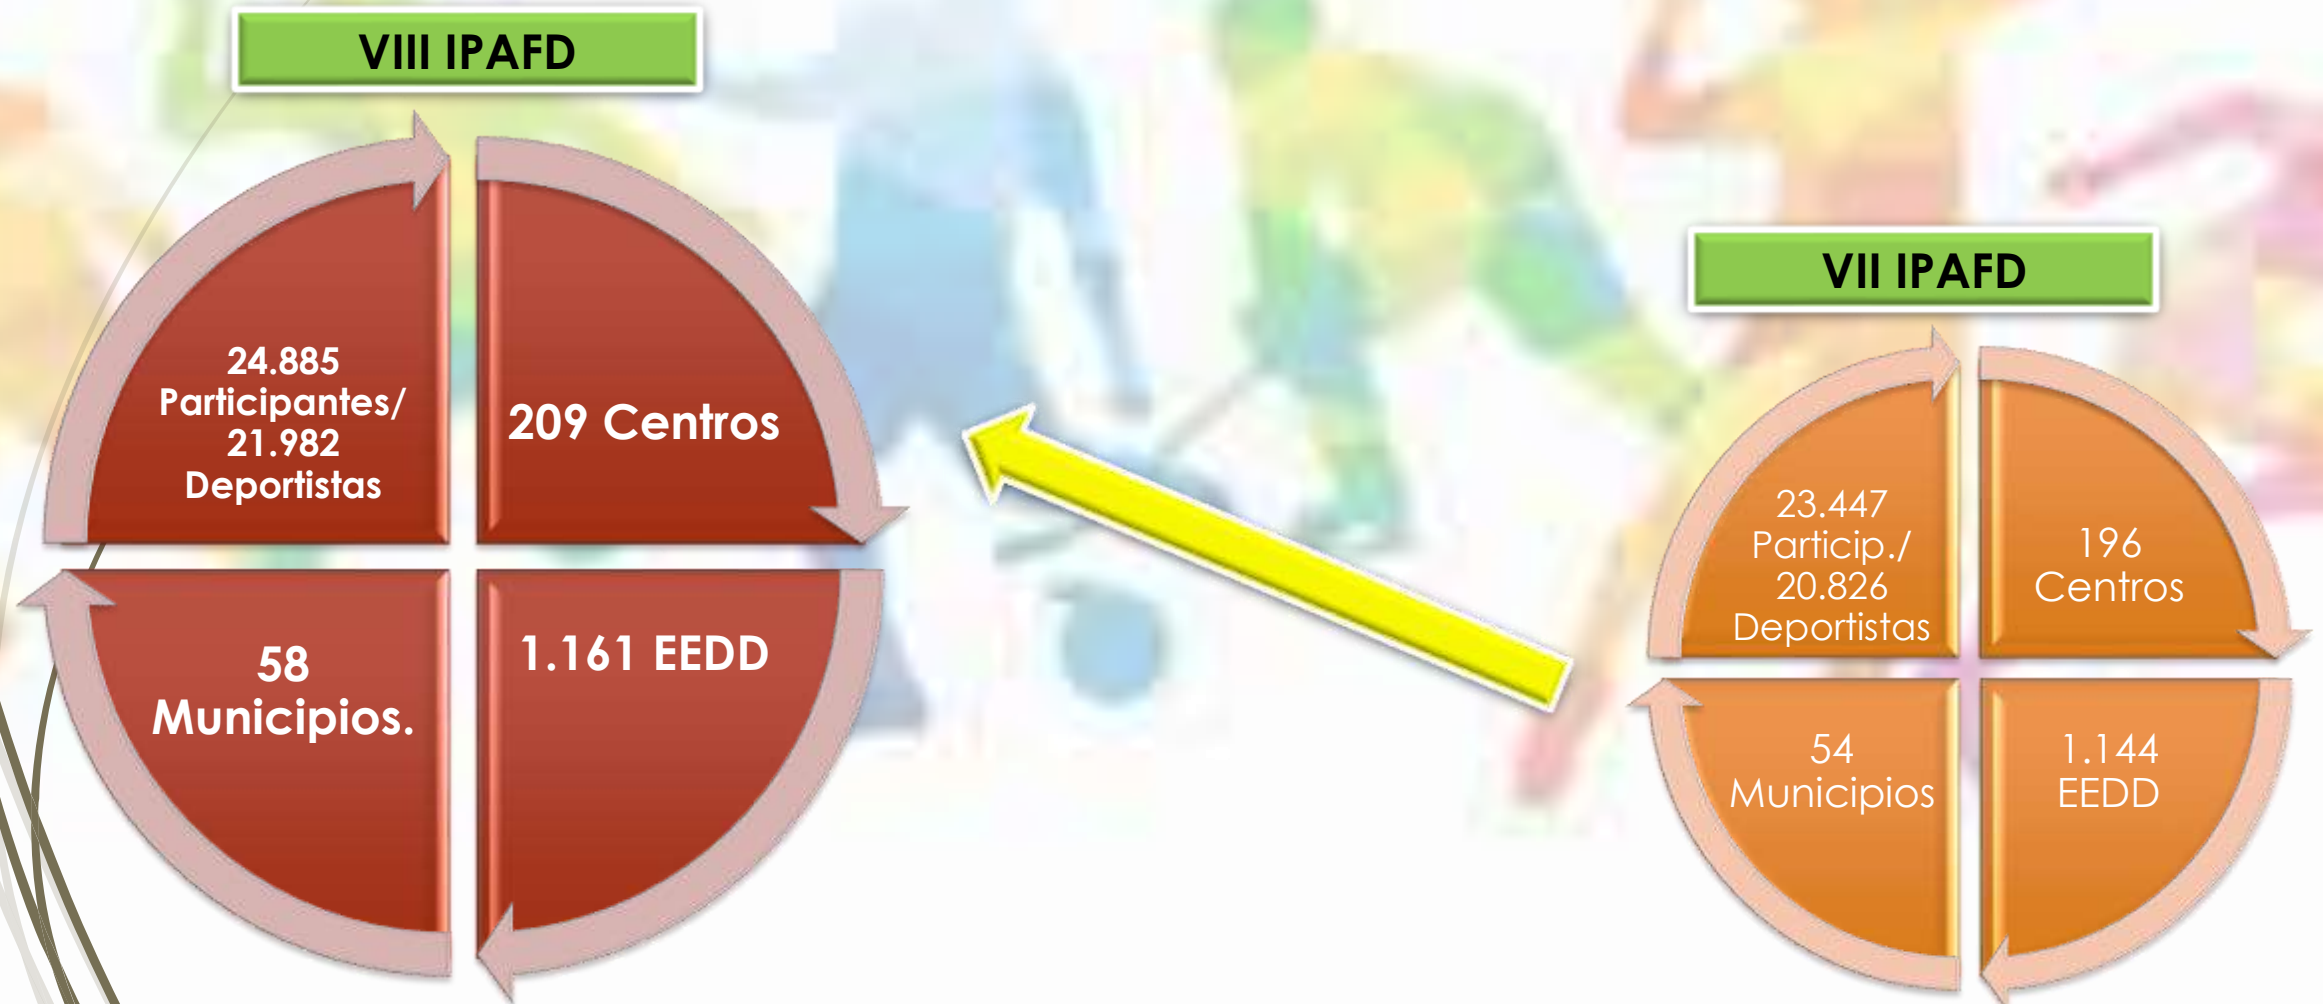 VIII IPAFD
24.885
Participantes/
21.982
Deportistas
209 Centros
58
Municipios.
1.161 EEDD
VII IPAFD
23.447
Particip./
20.826
Deportistas
196
Centros
54
Municipios
1.144
EEDD